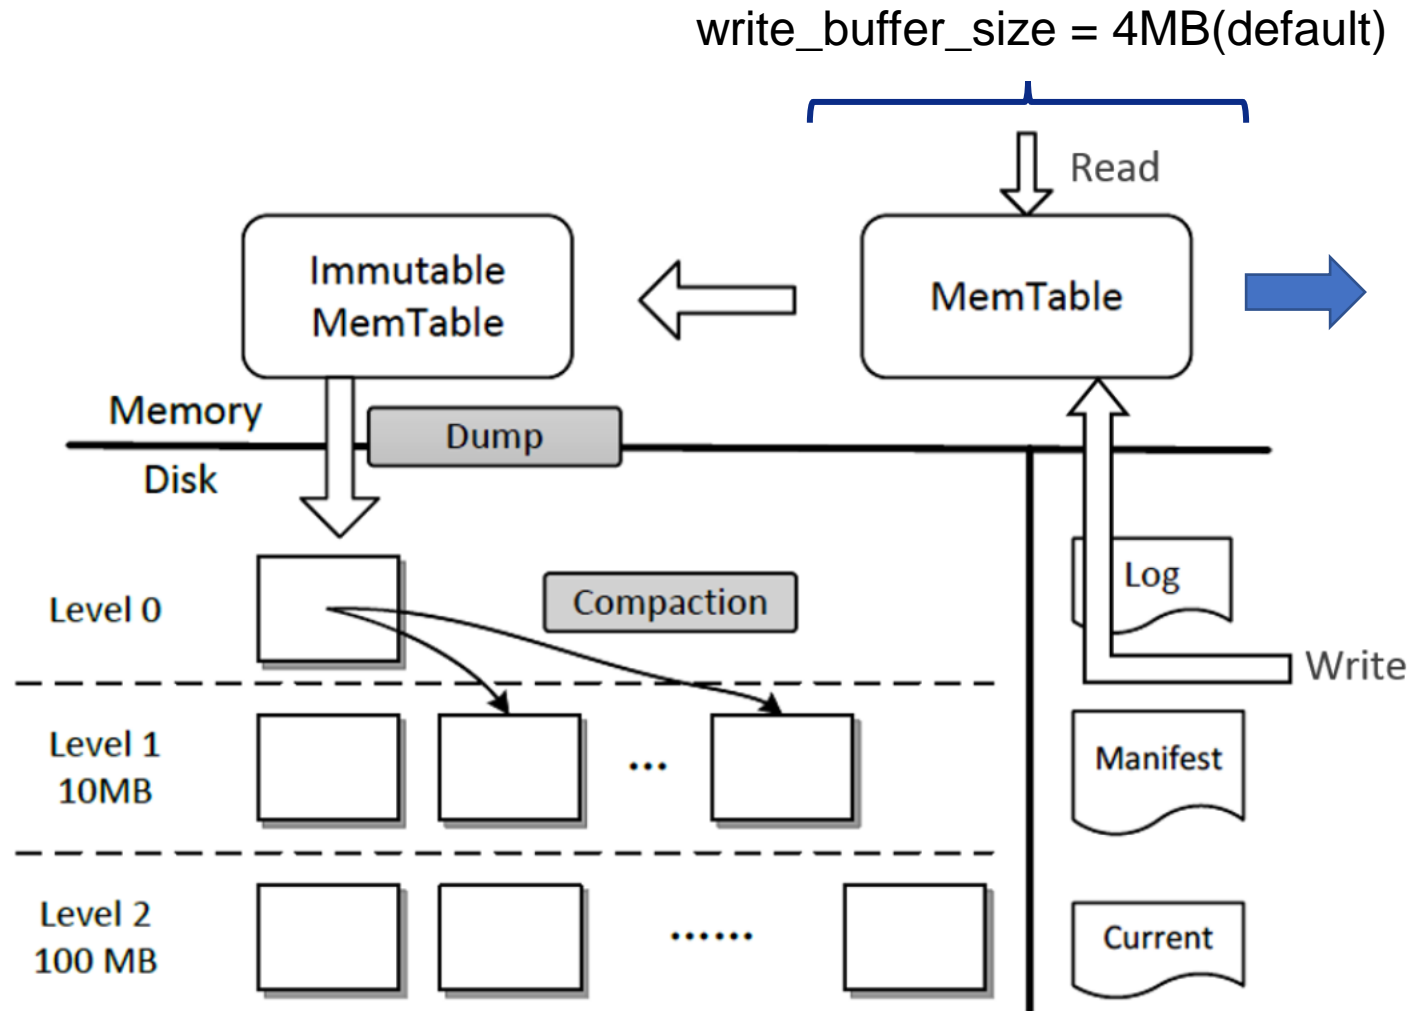 write_buffer_size = 4MB(default)
Read
Immutable
MemTable
MemTable
Memory
Dump
Disk
Level 0
Compaction
Log
Write
Level 1
10MB
...
Manifest
Level 2
100 MB
......
Current